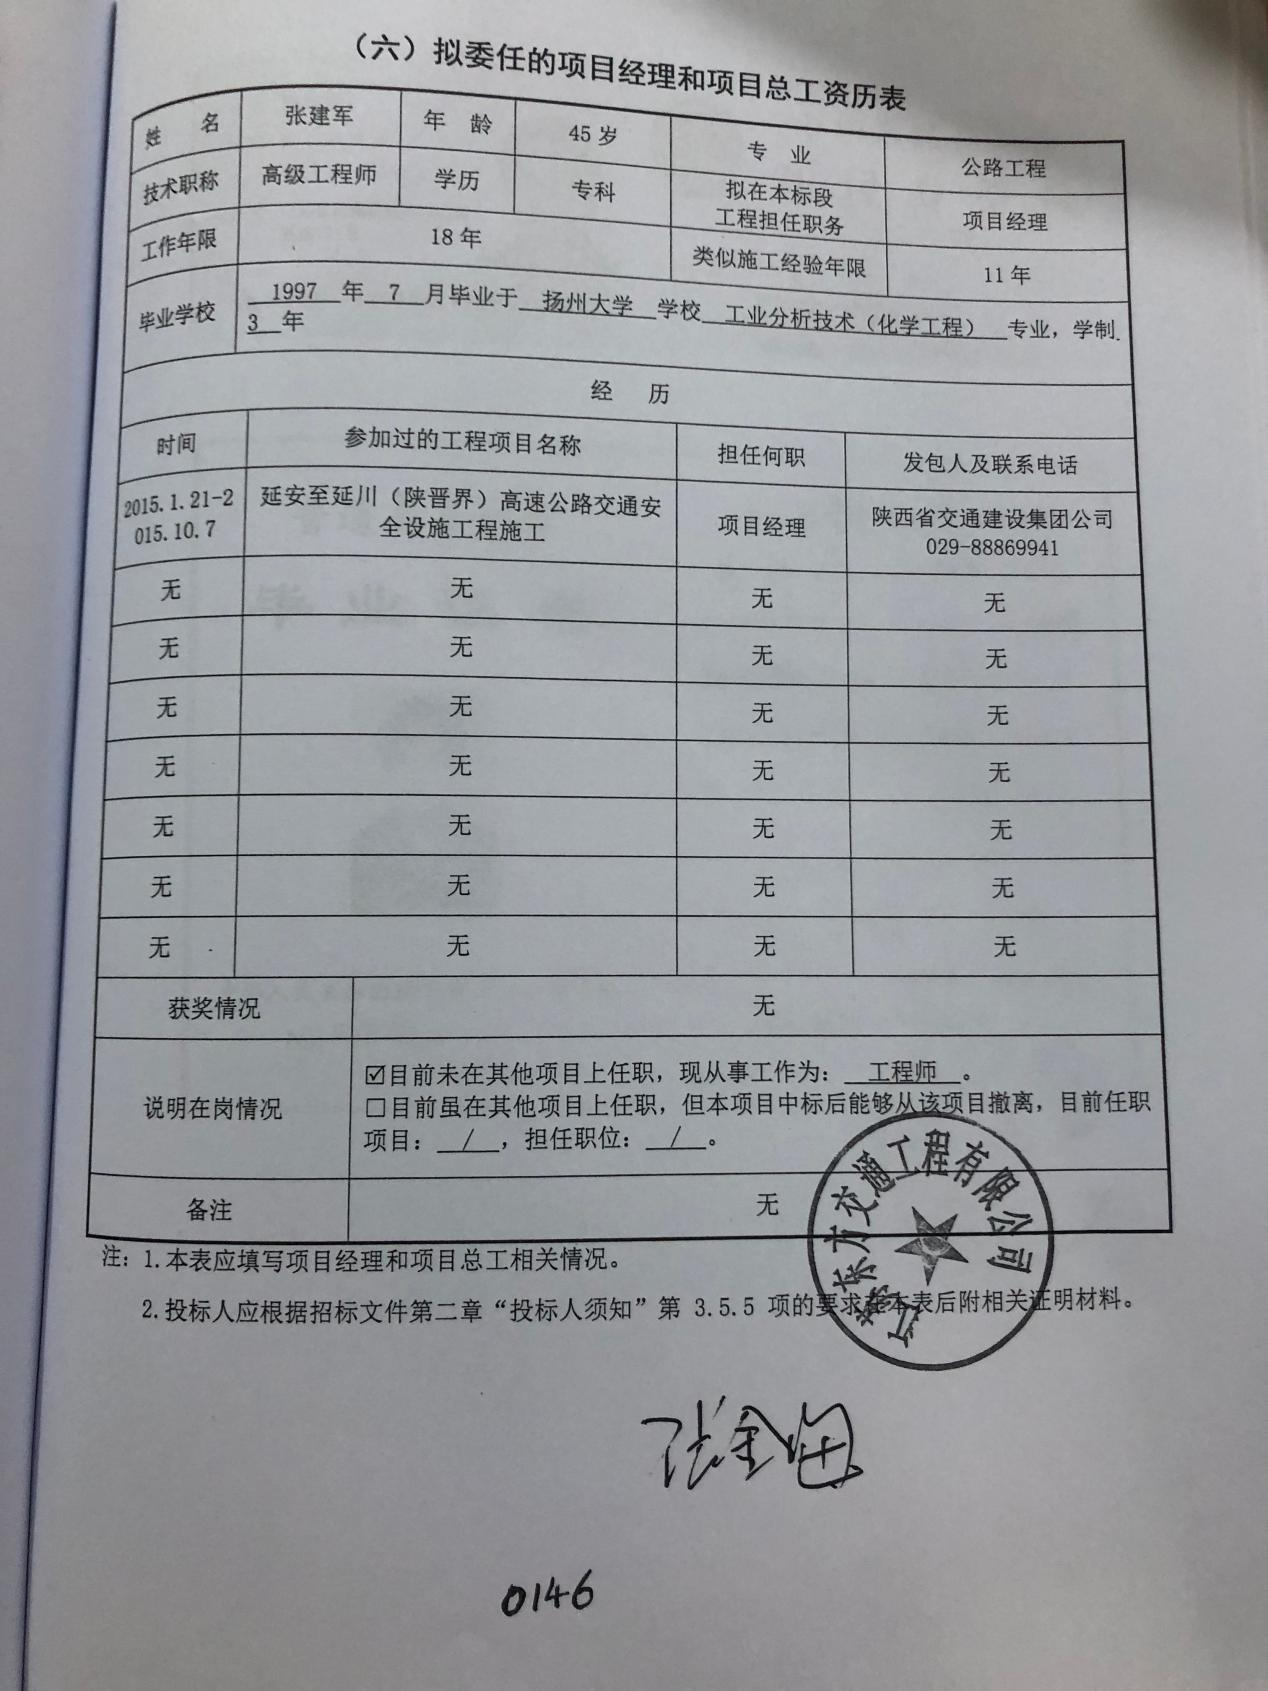 （六）拟委任的项目经理和项目总工资历表
姓 名 张建军 年 龄 45 岁 专 业 公路工程
技术职称 高级工程师 学历 专科 拟在本标段
工程担任职务 项目经理
工作年限 18 年 类似施工经验年限 11 年
毕业学校 1997 年 7 月毕业于 扬州大学 学校 工业分析技术（化学工程） 专业，学制
3 年
经 历
时间 参加过的工程项目名称 担任何职 发包人及联系电话
2015.1.21-2 延安至延川（陕晋界）高速公路交通安 项目经理 陕西省交通建设集团公司
015.10.7 全设施工程施工 029-88869941
无 无 无 无
无 无 无 无
无 无 无 无
无 无 无 无
无 无 无 无
无 无 无 无
无 无 无 无
获奖情况 无
说明在岗情况 ☑目前未在其他项目上任职，现从事工作为： 工程师 。
☐目前虽在其他项目上任职，但本项目中标后能够从该项目撤离，目前任职
项目： / ，担任职位： / 。
备注 无
注：1.本表应填写项目经理和项目总工相关情况。
2.投标人应根据招标文件第二章“投标人须知”第 3.5.5 项的要求在本表后附相关证明材料。
江苏东方交通工程有限公司
0146